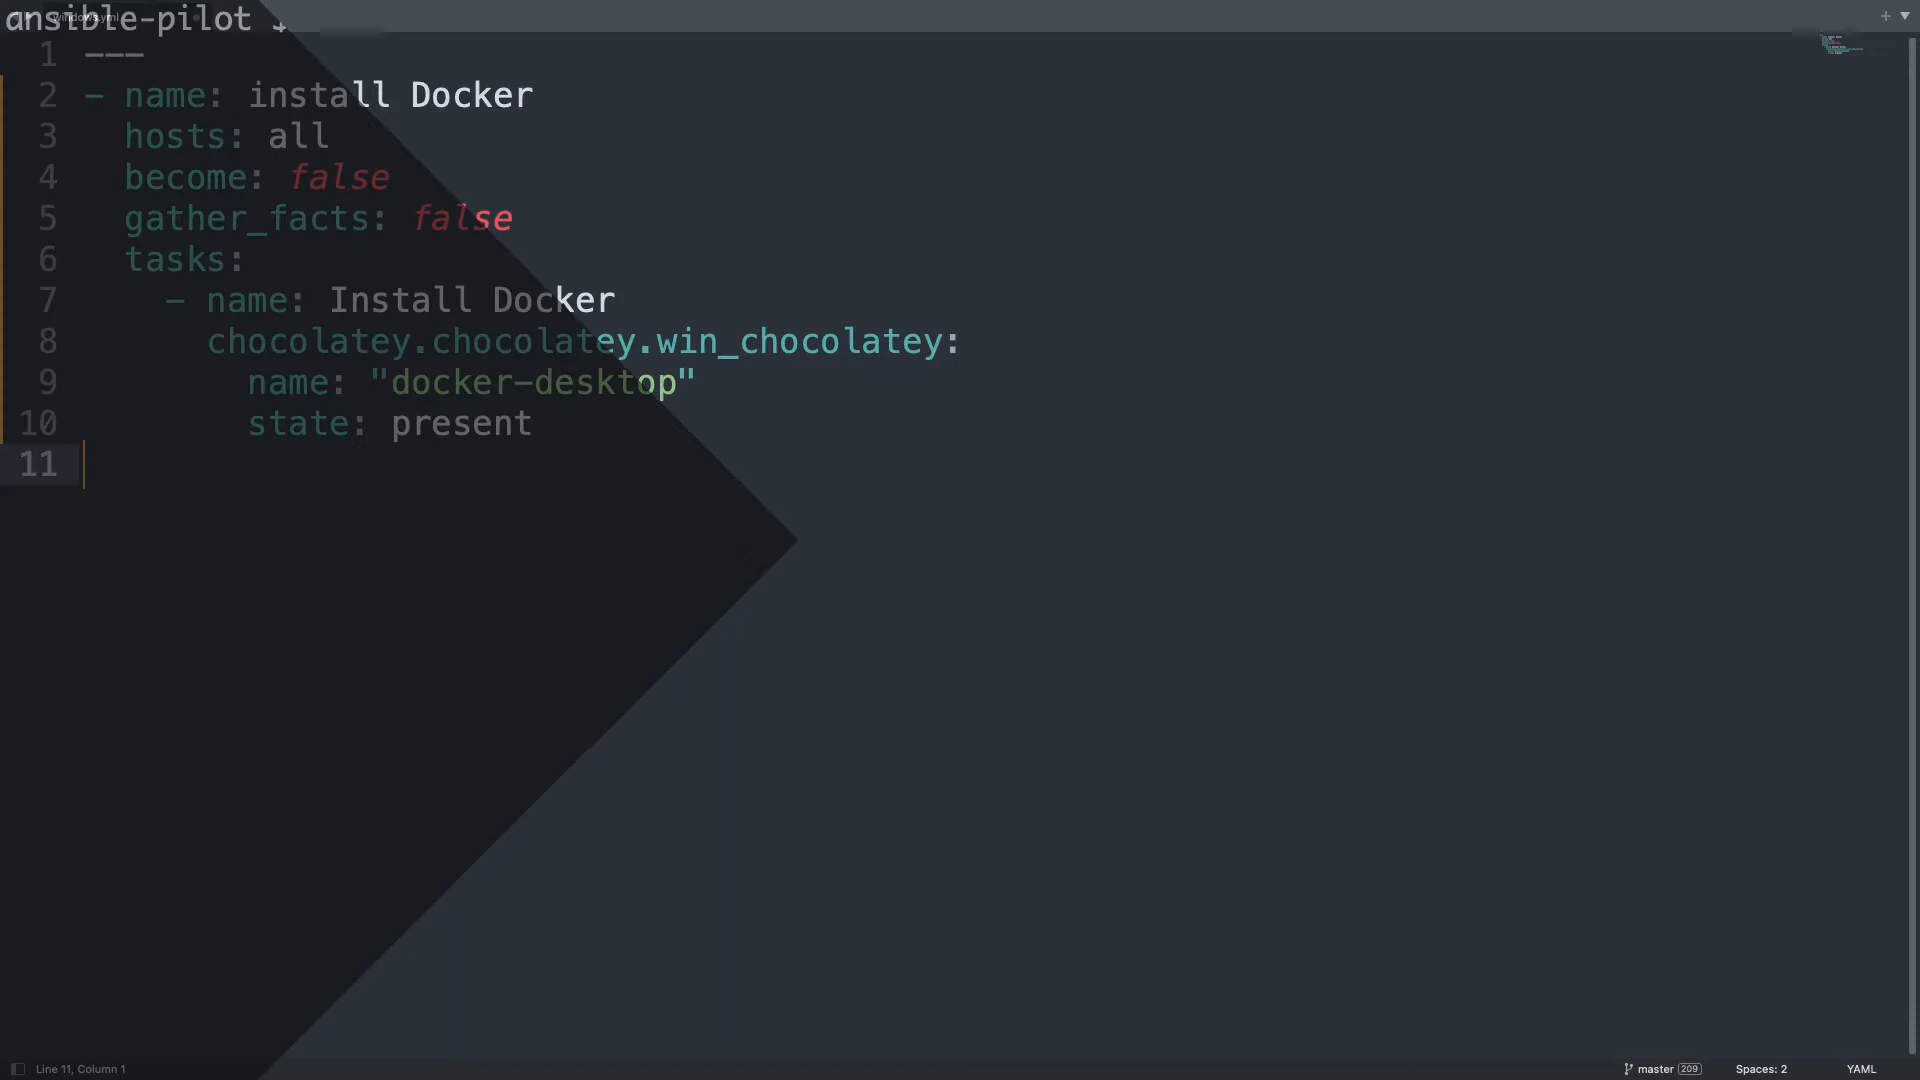 ansible-pilot
windows.yml
1 ---
2 - name: install Docker
3 hosts: all
4 become: false
5 gather_facts: false
6 tasks:
7 - name: Install Docker
8 chocolatey.chocolatey.win_chocolatey:
9 name: "docker-desktop"
10 state: present
11
Line 11, Column 1
master 209
Spaces: 2
YAML